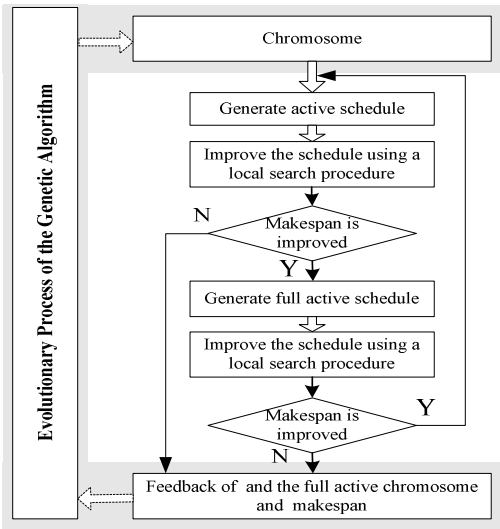 Evolutionary Process of the Genetic Algorithm
Chromosome
Generate active schedule
Improve the schedule using a
local search procedure
N
Makespan is
improved
Y
Generate full active schedule
Improve the schedule using a
local search procedure
Makespan is
improved
Y
N
Feedback of and the full active chromosome
and makespan